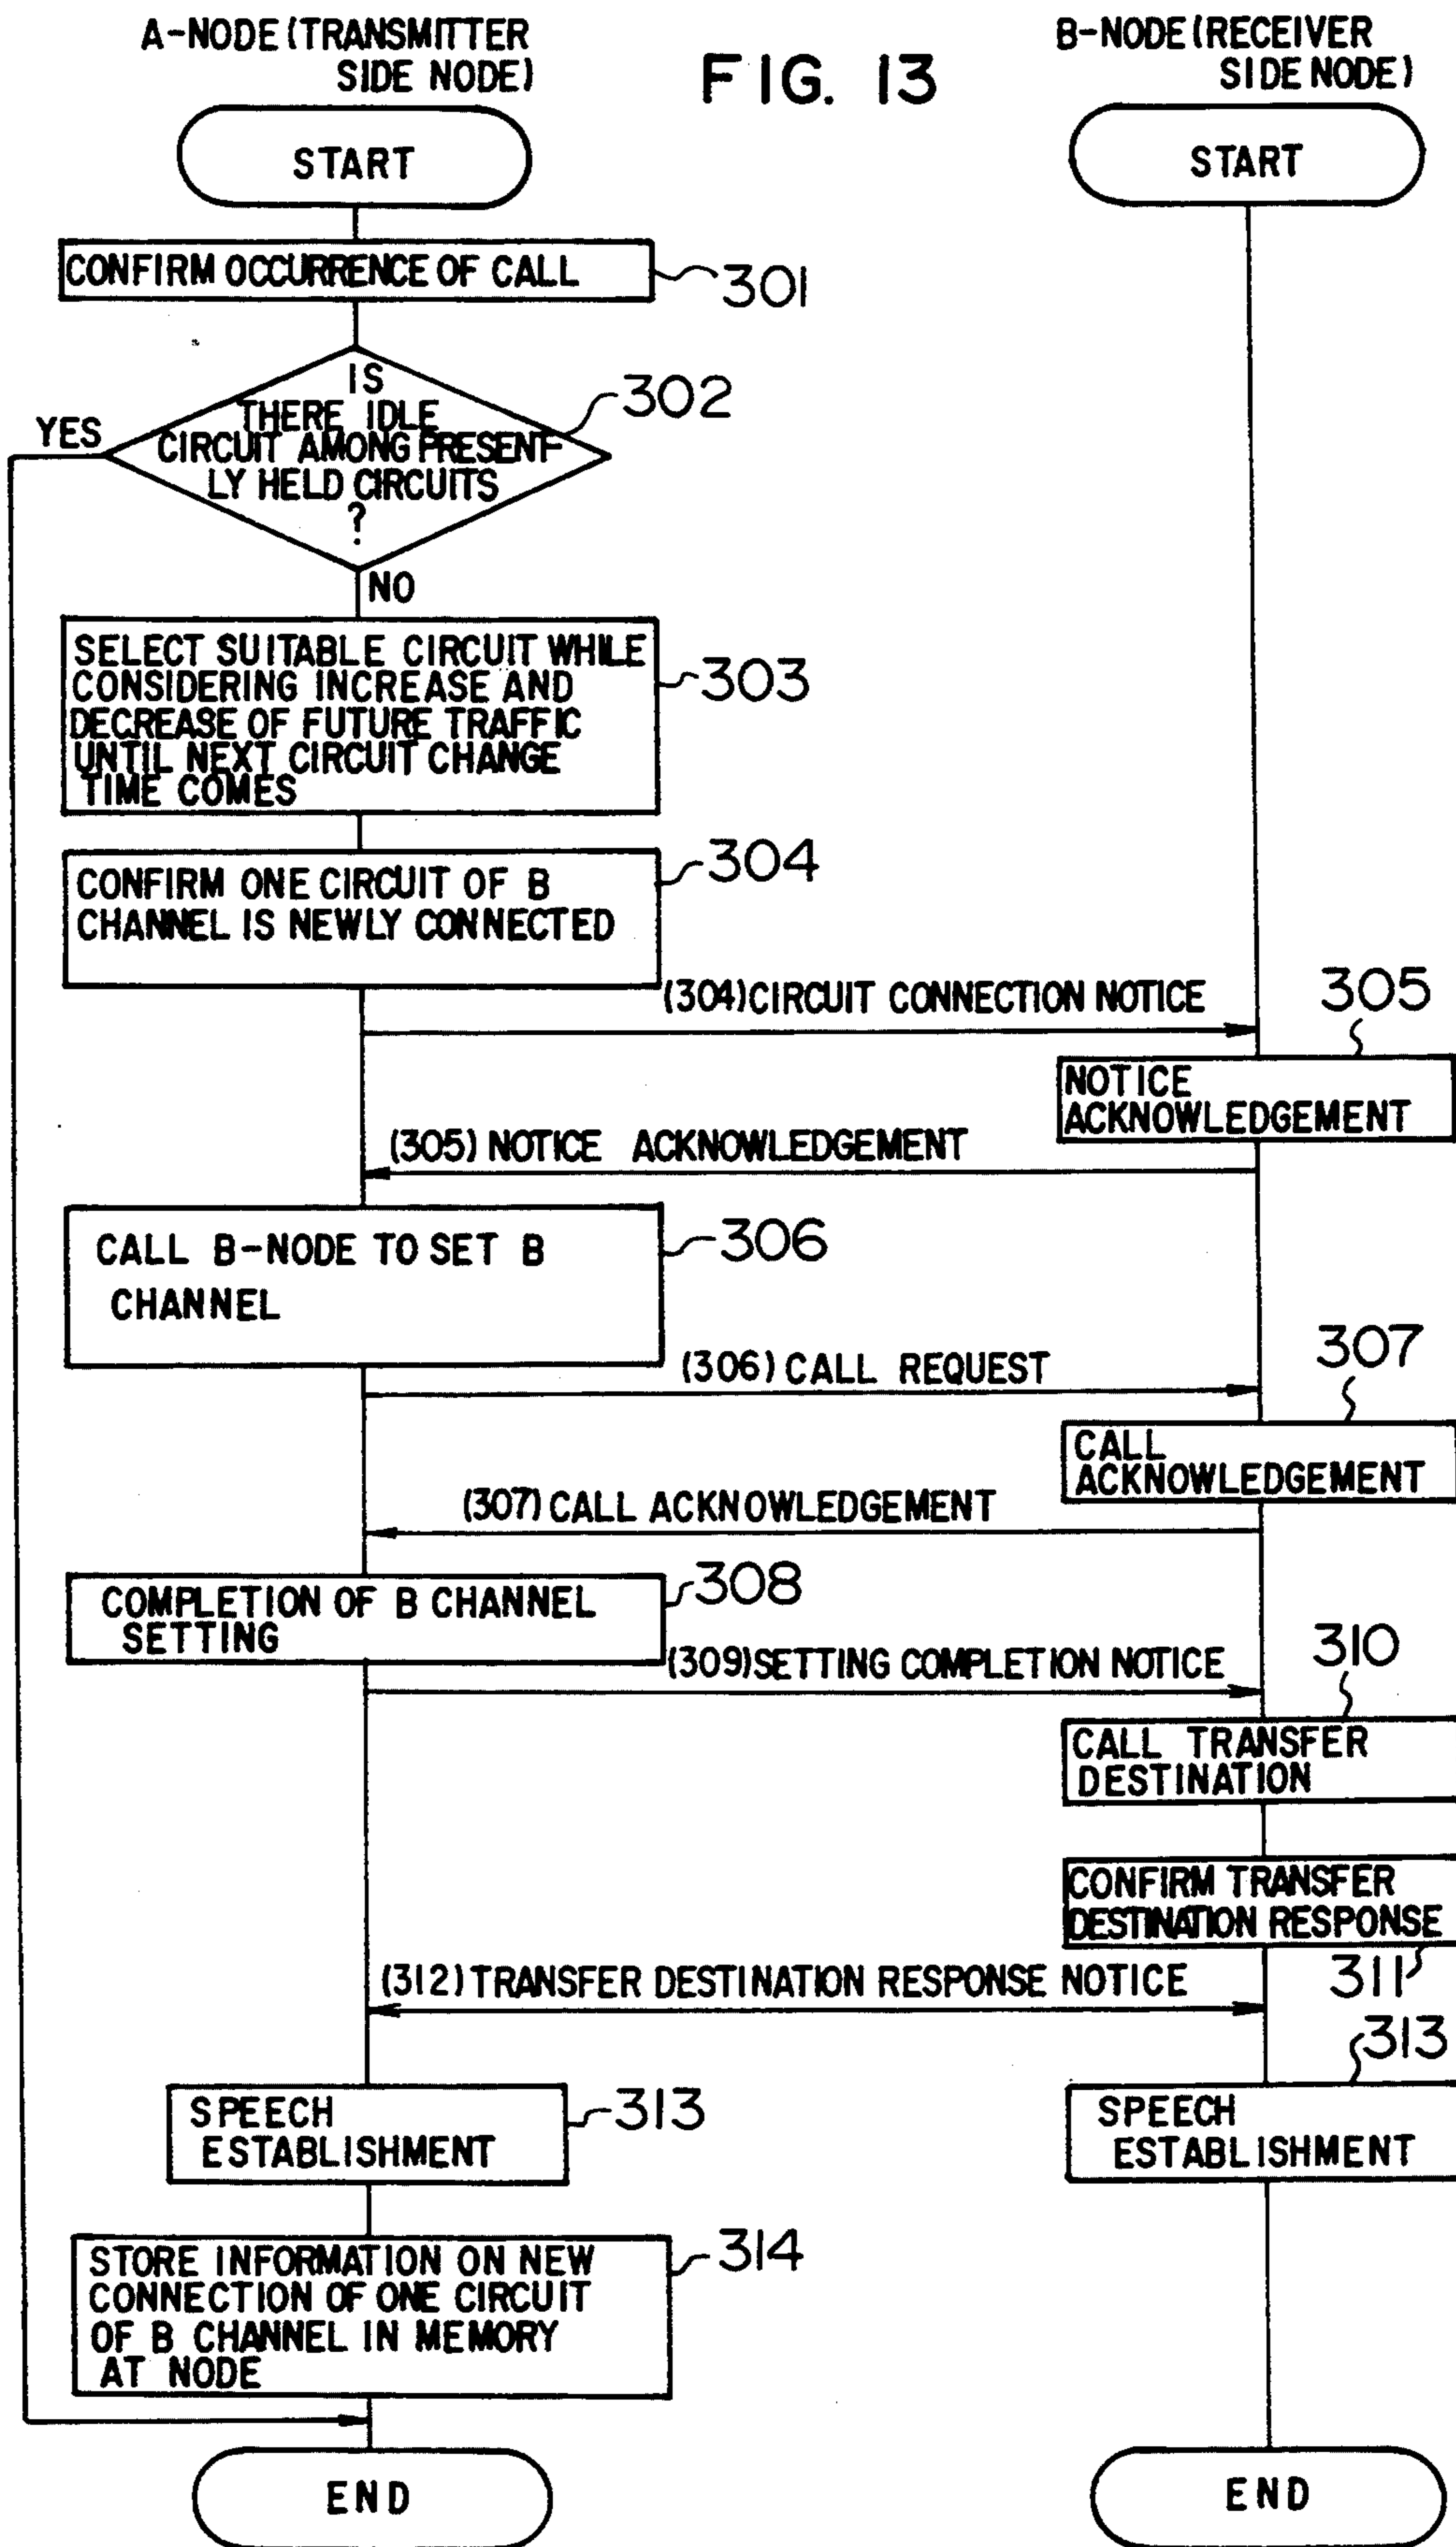 A-NODE (TRANSMITTER
SIDE NODE)
FIG. 13
B-NODE (RECEIVER
SIDE NODE)
START
START
CONFIRM OCCURRENCE OF CALL
301
IS
THERE IDLE
CIRCUIT AMONG PRESENT-
LY HELD CIRCUITS
?
302
YES
NO
SELECT SUITABLE CIRCUIT WHILE
CONSIDERING INCREASE AND
DECREASE OF FUTURE TRAFFIC
UNTIL NEXT CIRCUIT CHANGE
TIME COMES
303
CONFIRM ONE CIRCUIT OF B
CHANNEL IS NEWLY CONNECTED
304
(304) CIRCUIT CONNECTION NOTICE
305
NOTICE
ACKNOWLEDGEMENT
(305) NOTICE ACKNOWLEDGEMENT
CALL B-NODE TO SET B
CHANNEL
306
(306) CALL REQUEST
307
CALL
ACKNOWLEDGEMENT
(307) CALL ACKNOWLEDGEMENT
COMPLETION OF B CHANNEL
SETTING
308
(309) SETTING COMPLETION NOTICE
310
CALL TRANSFER
DESTINATION
CONFIRM TRANSFER
DESTINATION RESPONSE
311
(312) TRANSFER DESTINATION RESPONSE NOTICE
313
SPEECH
ESTABLISHMENT
313
SPEECH
ESTABLISHMENT
STORE INFORMATION ON NEW
CONNECTION OF ONE CIRCUIT
OF B CHANNEL IN MEMORY
AT NODE
314
END
END